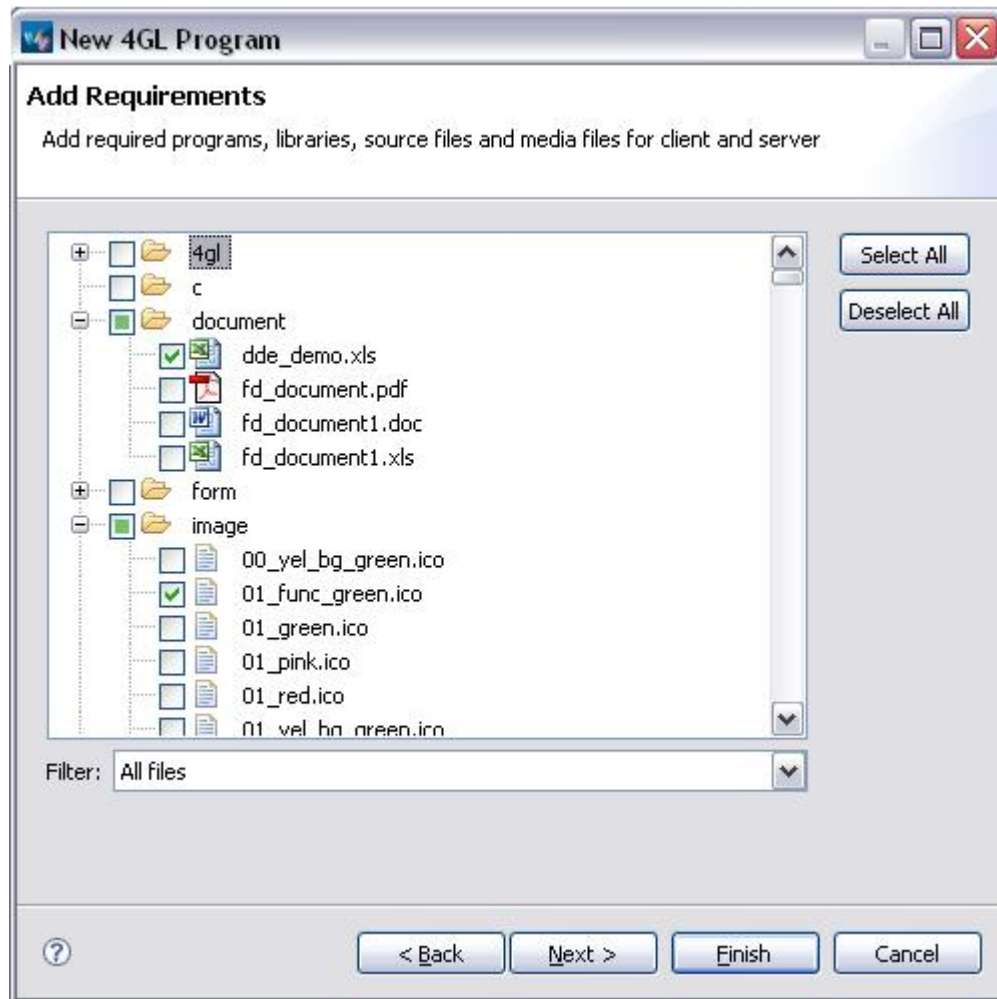 New 4GL Program
Add Requirements
Add required programs, libraries, source files and media files for client and server
4gl
c
document
dde_demo.xls
fd_document.pdf
fd_document1.doc
fd_document1.xls
form
image
00_yel_bg_green.ico
01_func_green.ico
01_green.ico
01_pink.ico
01_red.ico
01_yel_bg_green.ico
Select All
Deselect All
Filter: All files
< Back Next > Finish Cancel